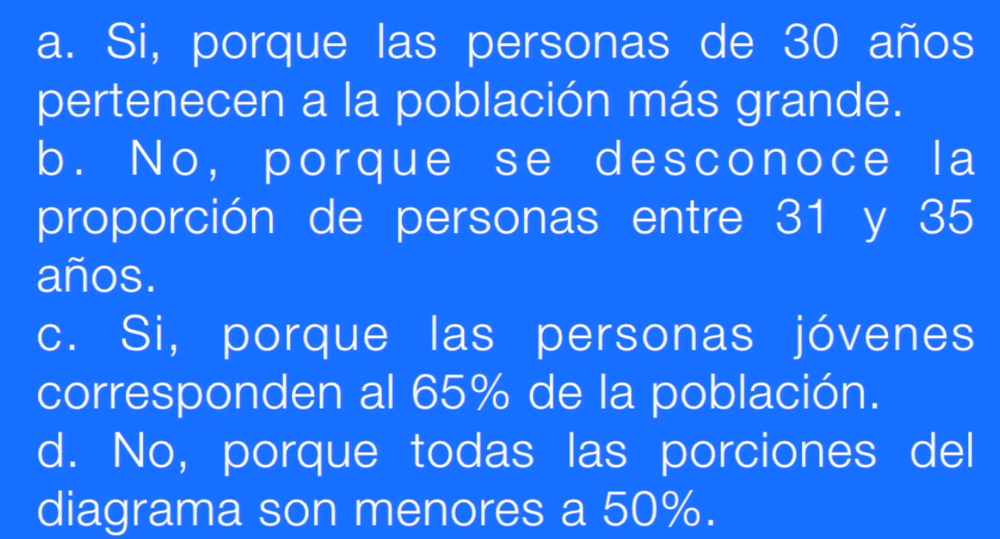 a. Si, porque las personas de 30 años
pertenecen a la población más grande.
b. No, porque se desconoce la
proporción de personas entre 31 y 35
años.
c. Si, porque las personas jóvenes
corresponden al 65% de la población.
d. No, porque todas las porciones del
diagrama son menores a 50%.